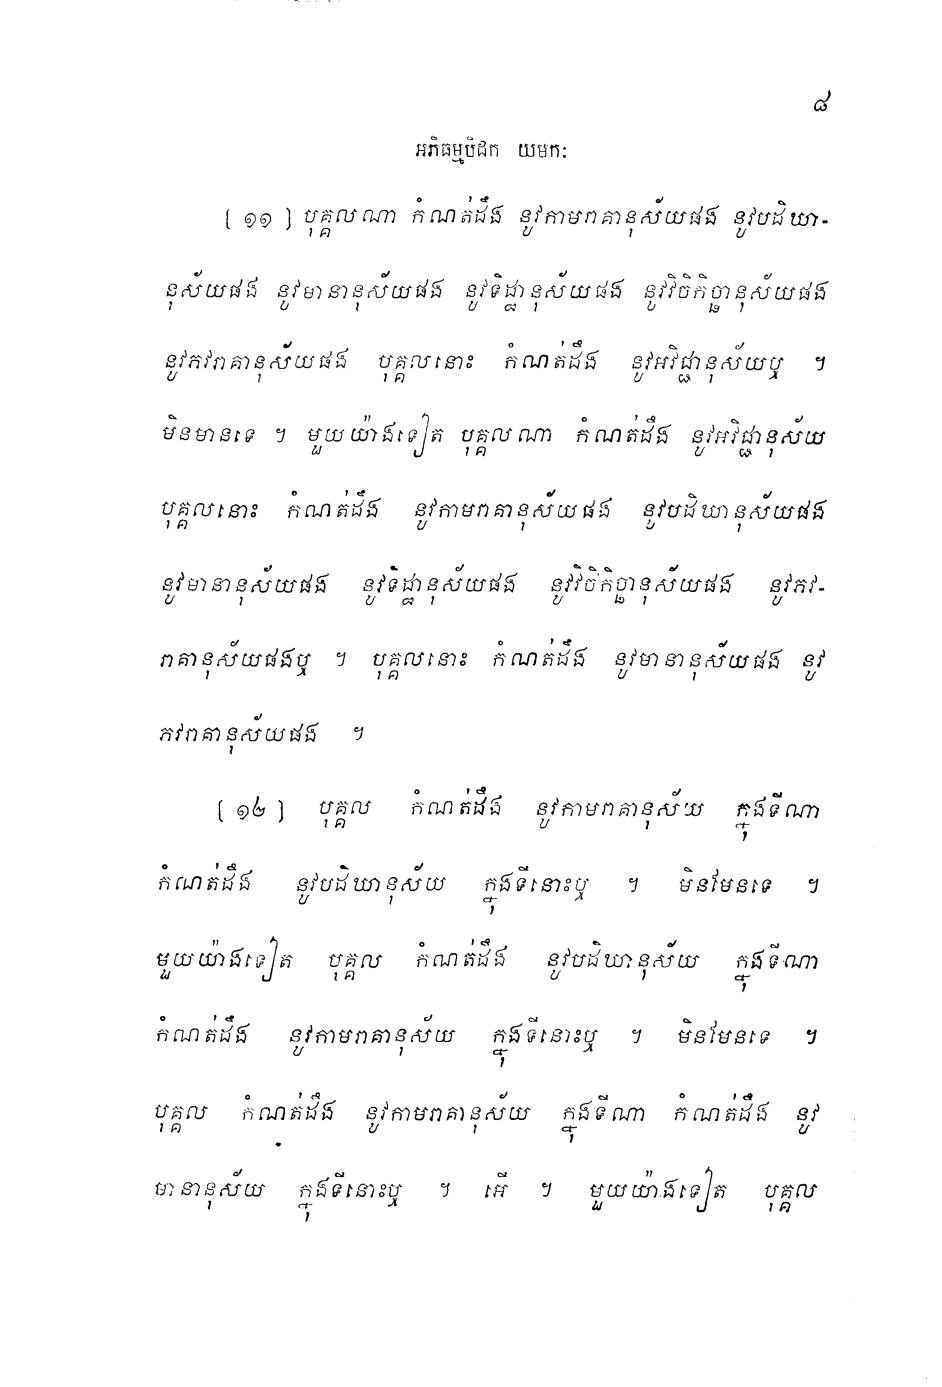 ៨
អភិធម្មបិដក យមកៈ
[ ១១ ] បុគ្គលណា កំណត់ដឹង នូវកាមរាគានុស័យផង នូវបដិឃា-
នុស័យផង នូវមានានុស័យផង នូវទិដ្ឋានុស័យផង នូវវិចិកិច្ឆានុស័យផង
នូវភវរាគានុស័យផង បុគ្គលនោះ កំណត់ដឹង នូវអវិជ្ជានុស័យឬ ។
មិនមានទេ ។ មួយយ៉ាងទៀត បុគ្គលណា កំណត់ដឹង នូវអវិជ្ជានុស័យ
បុគ្គលនោះ កំណត់ដឹង នូវកាមរាគានុស័យផង នូវបដិឃានុស័យផង
នូវមានានុស័យផង នូវទិដ្ឋានុស័យផង នូវវិចិកិច្ឆានុស័យផង នូវភវ-
រាគានុស័យផងឬ ។ បុគ្គលនោះ កំណត់ដឹង នូវមានានុស័យផង នូវ
ភវរាគានុស័យផង ។
[ ១២ ] បុគ្គល កំណត់ដឹង នូវកាមរាគានុស័យ ក្នុងទីណា
កំណត់ដឹង នូវបដិឃានុស័យ ក្នុងទីនោះឬ ។ មិនមែនទេ ។
មួយយ៉ាងទៀត បុគ្គល កំណត់ដឹង នូវបដិឃានុស័យ ក្នុងទីណា
កំណត់ដឹង នូវកាមរាគានុស័យ ក្នុងទីនោះឬ ។ មិនមែនទេ ។
បុគ្គល កំណត់ដឹង នូវកាមរាគានុស័យ ក្នុងទីណា កំណត់ដឹង នូវ
មានានុស័យ ក្នុងទីនោះឬ ។ អើ ។ មួយយ៉ាងទៀត បុគ្គល